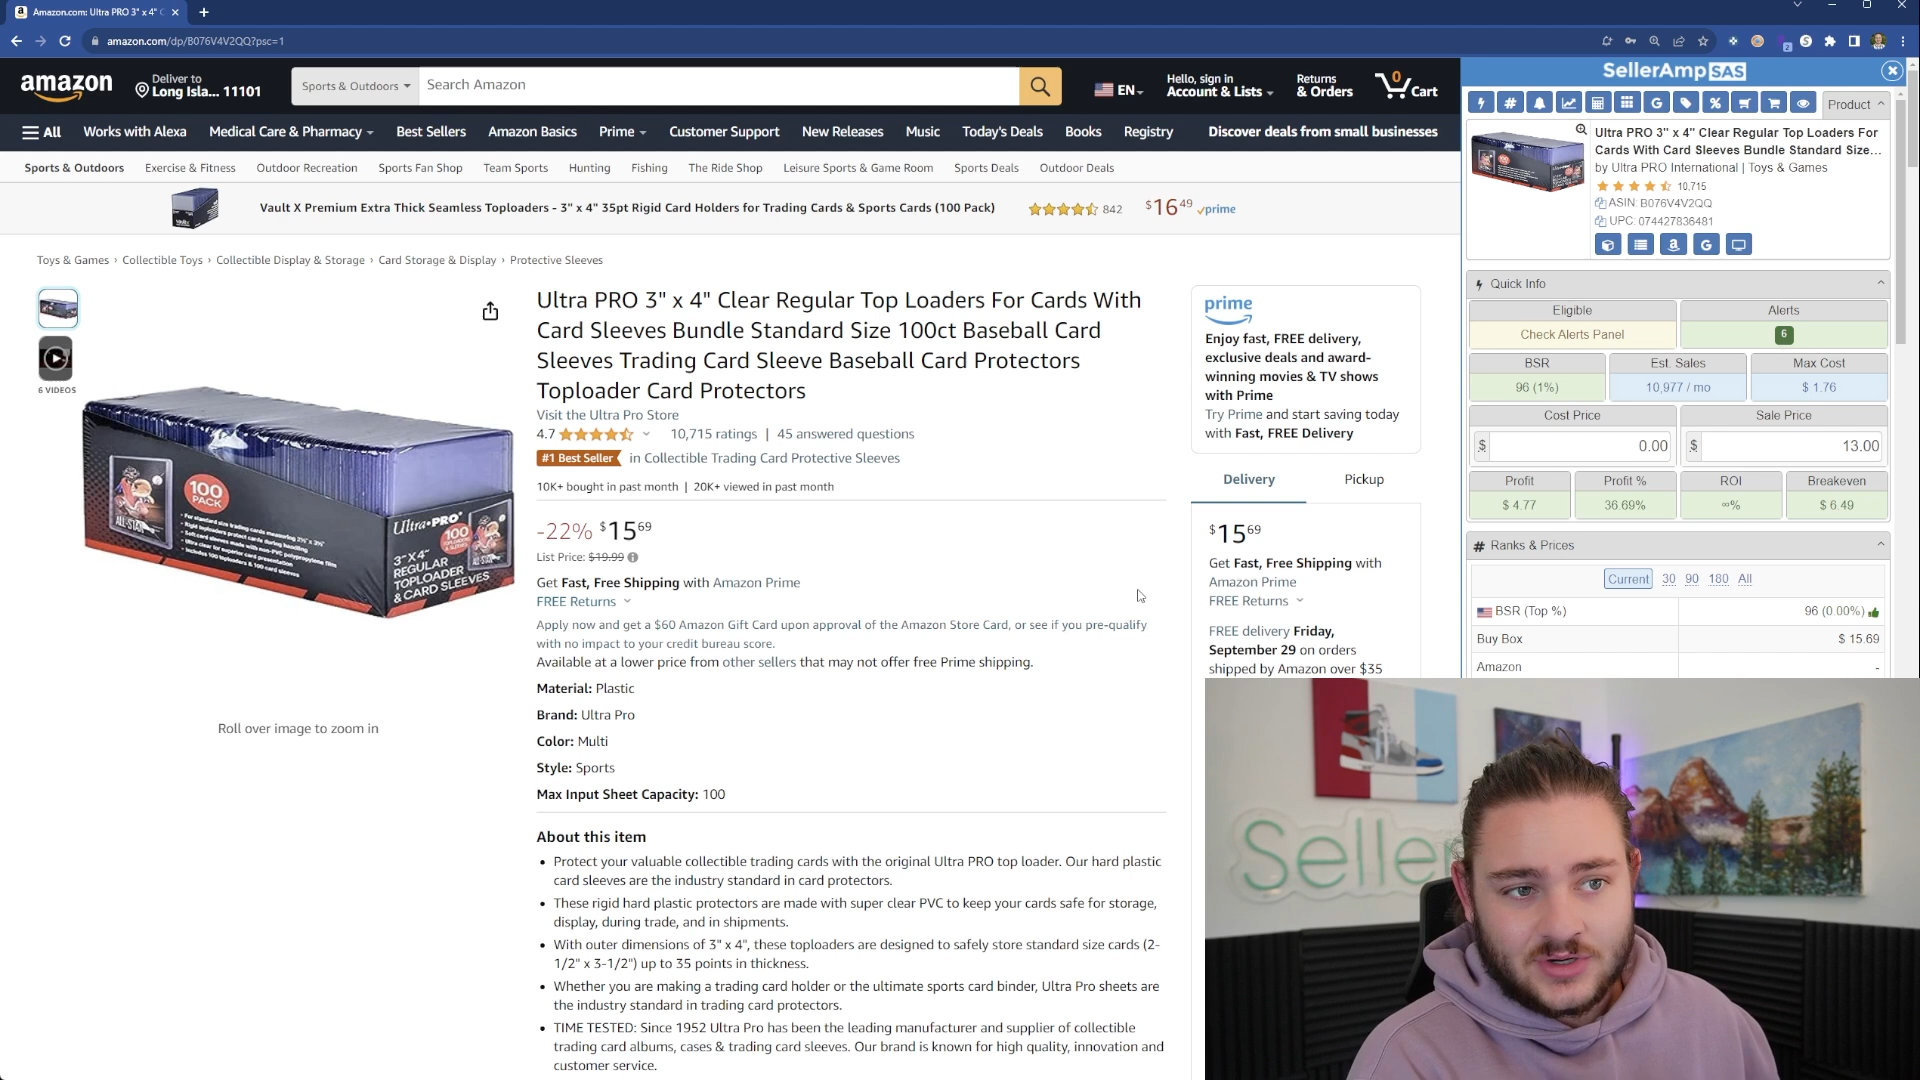 Amazon.com: Ultra PRO 3" x 4" C
amazon.com/dp/B076V4V2QQ?psc=1
amazon
Deliver to
Long Isla... 11101
Sports & Outdoors
Search Amazon
EN
Hello, sign in
Account & Lists
Returns
& Orders
0
Cart
All
Works with Alexa
Medical Care & Pharmacy
Best Sellers
Amazon Basics
Prime
Customer Support
New Releases
Music
Today's Deals
Books
Registry
Discover deals from small businesses
Sports & Outdoors
Exercise & Fitness
Outdoor Recreation
Sports Fan Shop
Team Sports
Hunting
Fishing
The Ride Shop
Leisure Sports & Game Room
Sports Deals
Outdoor Deals
Vault X Premium Extra Thick Seamless Toploaders - 3" x 4" 35pt Rigid Card Holders for Trading Cards & Sports Cards (100 Pack)
842
$16 49
prime
Toys & Games › Collectible Toys › Collectible Display & Storage › Card Storage & Display › Protective Sleeves
6 VIDEOS
100
PACK
ALL-STAR
Ultra•PRO
100
3"X4"
REGULAR
TOPLOADER
& CARD SLEEVES
ALL-STAR
Roll over image to zoom in
Ultra PRO 3" x 4" Clear Regular Top Loaders For Cards With
Card Sleeves Bundle Standard Size 100ct Baseball Card
Sleeves Trading Card Sleeve Baseball Card Protectors
Toploader Card Protectors
Visit the Ultra Pro Store
4.7
10,715 ratings | 45 answered questions
#1 Best Seller in Collectible Trading Card Protective Sleeves
10K+ bought in past month | 20K+ viewed in past month
-22% $15 69
List Price: $19.99
Get Fast, Free Shipping with Amazon Prime
FREE Returns
Apply now and get a $60 Amazon Gift Card upon approval of the Amazon Store Card, or see if you pre-qualify
with no impact to your credit bureau score.
Available at a lower price from other sellers that may not offer free Prime shipping.
Material: Plastic
Brand: Ultra Pro
Color: Multi
Style: Sports
Max Input Sheet Capacity: 100
About this item
• Protect your valuable collectible trading cards with the original Ultra PRO top loader. Our hard plastic
card sleeves are the industry standard in card protectors.
• These rigid hard plastic protectors are made with super clear PVC to keep your cards safe for storage,
display, during trade, and in shipments.
• With outer dimensions of 3" x 4", these toploaders are designed to safely store standard size cards (2-
1/2" x 3-1/2") up to 35 points in thickness.
• Whether you are making a trading card holder or the ultimate sports card binder, Ultra Pro sheets are
the industry standard in trading card protectors.
• TIME TESTED: Since 1952 Ultra Pro has been the leading manufacturer and supplier of collectible
trading card albums, cases & trading card sleeves. Our brand is known for high quality, innovation and
customer service.
prime
Enjoy fast, FREE delivery,
exclusive deals and award-
winning movies & TV shows
with Prime
Try Prime and start saving today
with Fast, FREE Delivery
Delivery
Pickup
$15 69
Get Fast, Free Shipping with
Amazon Prime
FREE Returns
FREE delivery Friday,
September 29 on orders
shipped by Amazon over $35
SellerAmp SAS
Product
Ultra PRO 3" x 4" Clear Regular Top Loaders For
Cards With Card Sleeves Bundle Standard Size...
by Ultra PRO International | Toys & Games
10,715
ASIN: B076V4V2QQ
UPC: 074427836481
Quick Info
Eligible
Alerts
Check Alerts Panel
6
BSR
Est. Sales
Max Cost
96 (1%)
10,977 / mo
$ 1.76
Cost Price
Sale Price
$ 0.00
$ 13.00
Profit
Profit %
ROI
Breakeven
$ 4.77
36.69%
∞%
$ 6.49
Ranks & Prices
Current 30 90 180 All
BSR (Top %)
96 (0.00%)
Buy Box
$ 15.69
Amazon
-
Seller